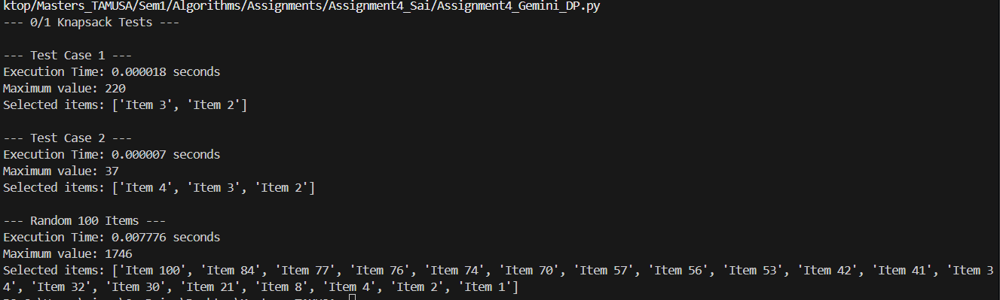 ktop/Masters_TAMUSA/Sem1/Algorithms/Assignments/Assignment4_Sai/Assignment4_Gemini_DP.py
--- 0/1 Knapsack Tests ---
--- Test Case 1 ---
Execution Time: 0.000018 seconds
Maximum value: 220
Selected items: ['Item 3', 'Item 2']
--- Test Case 2 ---
Execution Time: 0.000007 seconds
Maximum value: 37
Selected items: ['Item 4', 'Item 3', 'Item 2']
--- Random 100 Items ---
Execution Time: 0.007776 seconds
Maximum value: 1746
Selected items: ['Item 100', 'Item 84', 'Item 77', 'Item 76', 'Item 74', 'Item 70', 'Item 57', 'Item 56', 'Item 53', 'Item 42', 'Item 41', 'Item 3
4', 'Item 32', 'Item 30', 'Item 21', 'Item 8', 'Item 4', 'Item 2', 'Item 1']